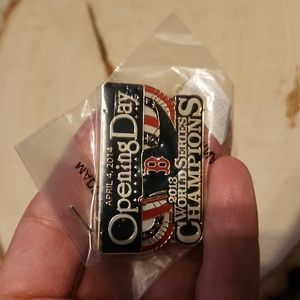 APRIL 4, 2014
Opening Day
B
2013
WORLD SERIES
CHAMPIONS